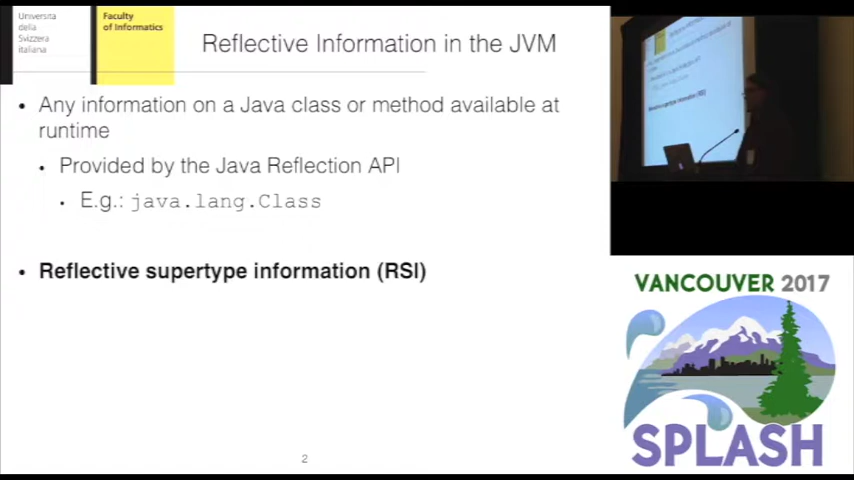 Università
della
Svizzera
italiana
Faculty
of Informatics
Reflective Information in the JVM
• Any information on a Java class or method available at
runtime
• Provided by the Java Reflection API
• E.g.: java.lang.Class
• Reflective supertype information (RSI)
2
VANCOUVER 2017
SPLASH